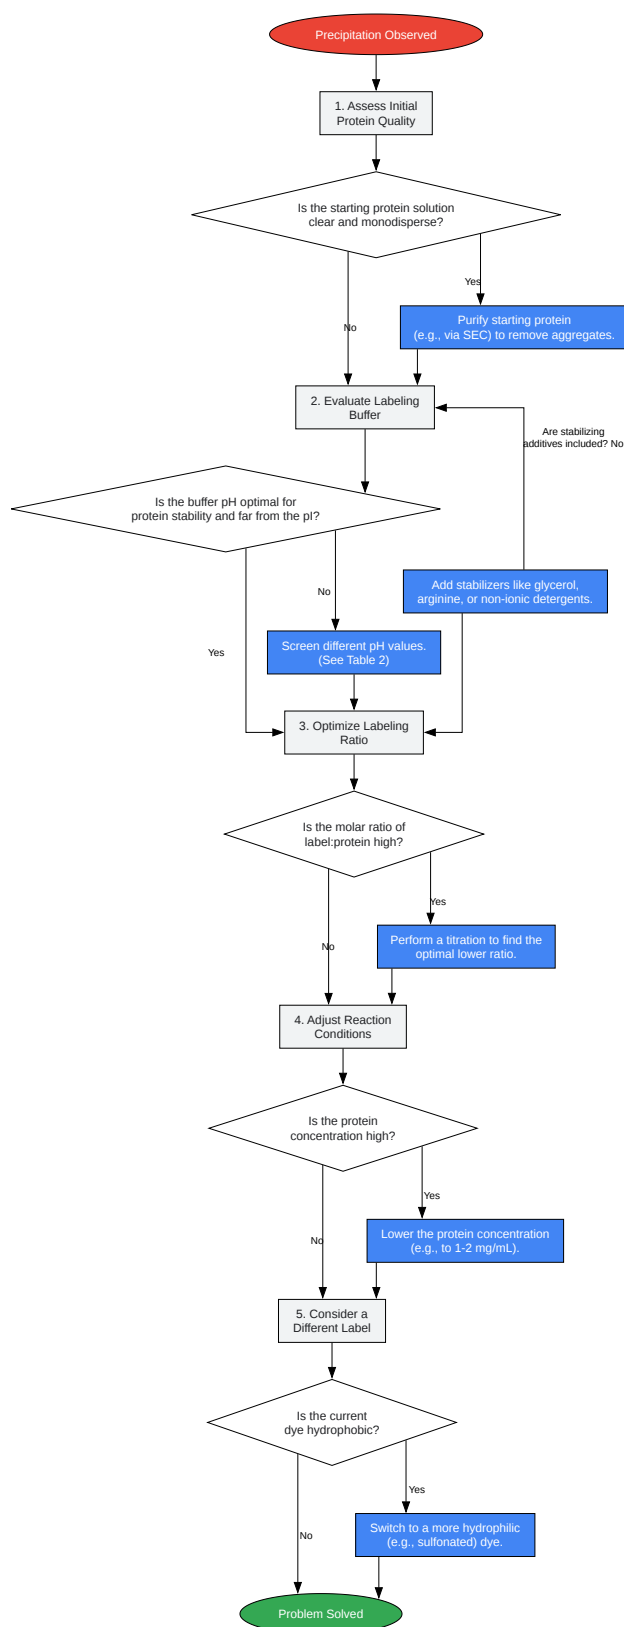 Precipitation Observed
1. Assess Initial
Protein Quality
Is the starting protein solution
clear and monodisperse?
Yes
No
Purify starting protein
(e.g., via SEC) to remove aggregates.
2. Evaluate Labeling
Buffer
Are stabilizing
additives included? No
Is the buffer pH optimal for
protein stability and far from the pI?
No
Add stabilizers like glycerol,
arginine, or non-ionic detergents.
Yes
Screen different pH values.
(See Table 2)
3. Optimize Labeling
Ratio
Is the molar ratio of
label:protein high?
Yes
No
Perform a titration to find the
optimal lower ratio.
4. Adjust Reaction
Conditions
Is the protein
concentration high?
Yes
No
Lower the protein concentration
(e.g., to 1-2 mg/mL).
5. Consider a
Different Label
Is the current
dye hydrophobic?
Yes
No
Switch to a more hydrophilic
(e.g., sulfonated) dye.
Problem Solved